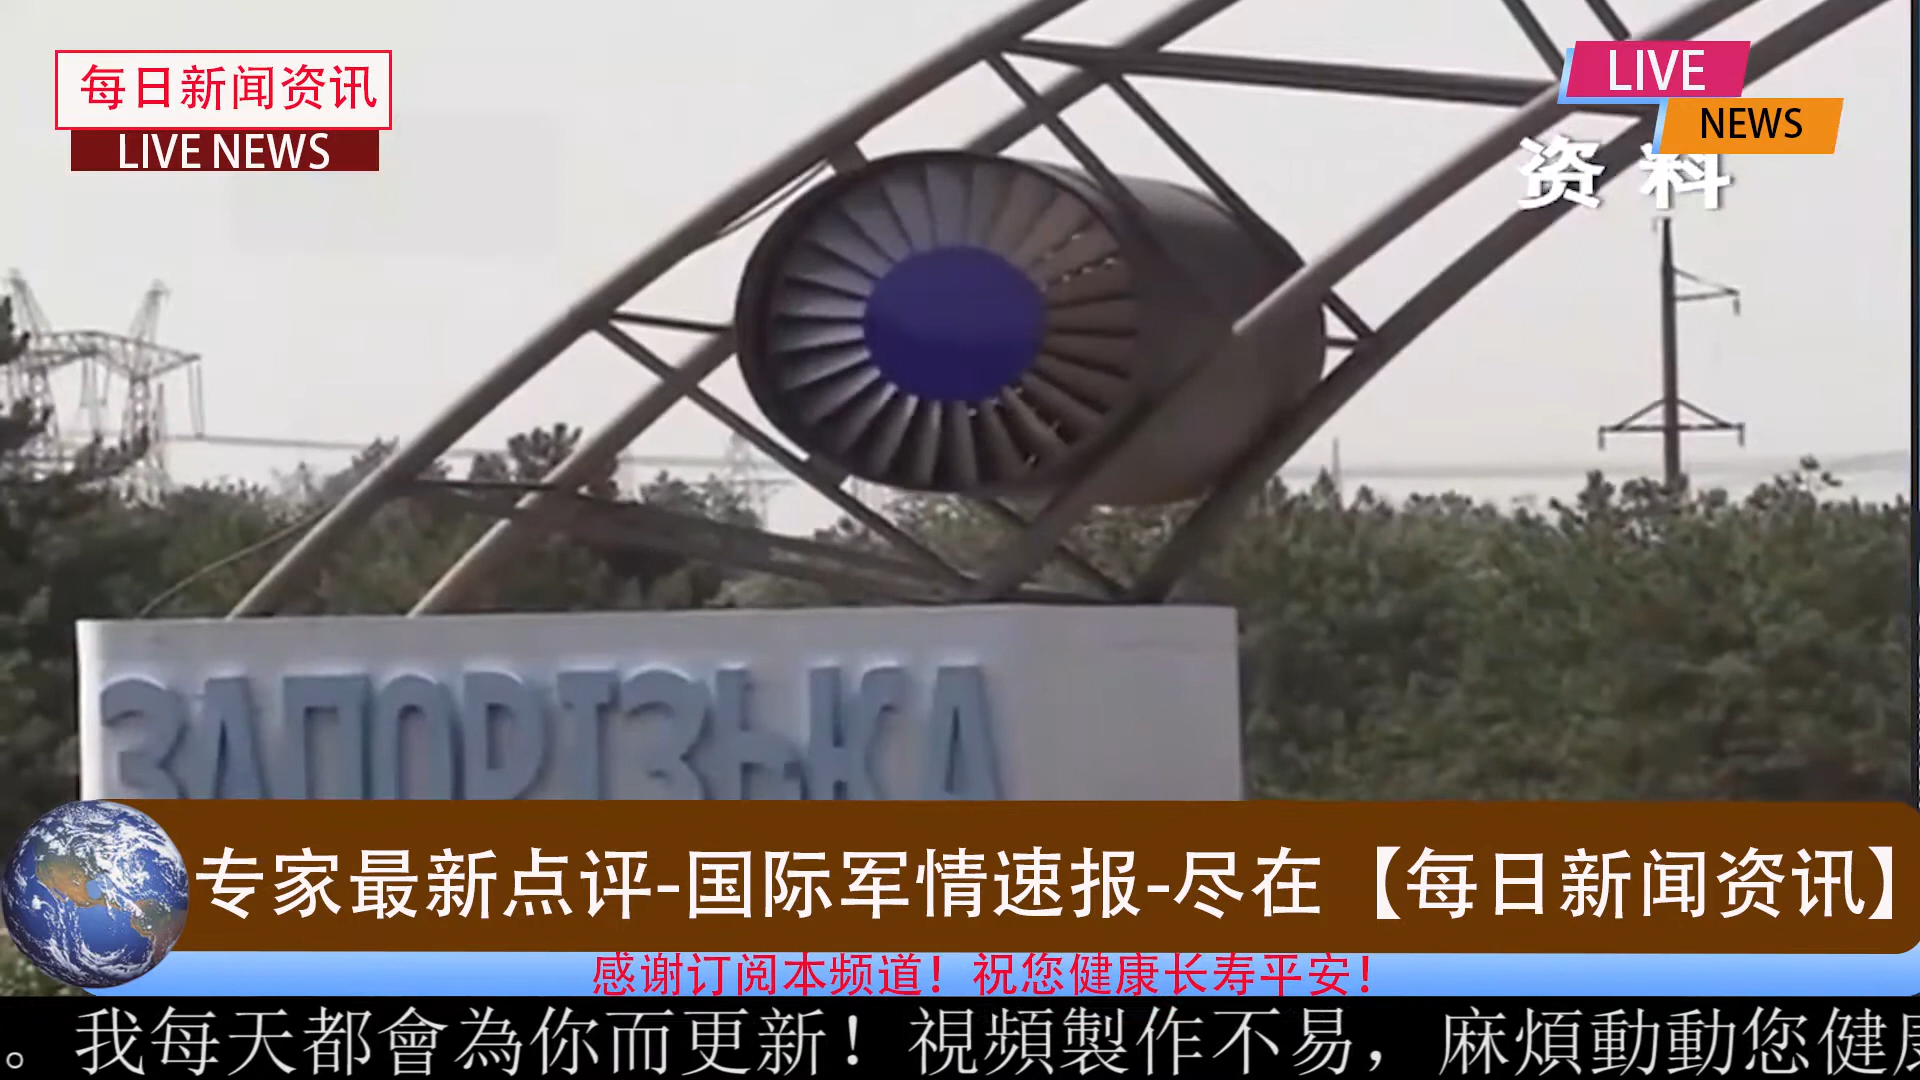 每日新闻资讯
LIVE NEWS
LIVE
NEWS
资 料
ЗАПОРІЗЬКА
专家最新点评-国际军情速报-尽在【每日新闻资讯】
感谢订阅本频道！祝您健康长寿平安！
。我每天都會為你而更新！視頻製作不易，麻煩動動您健康